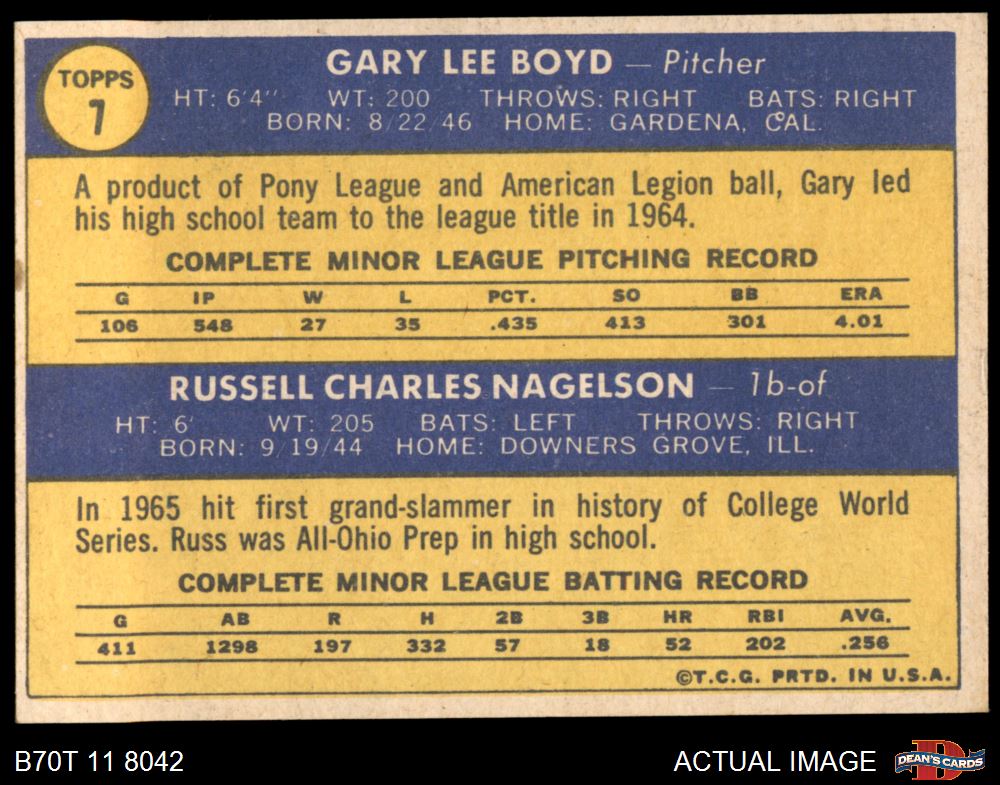 TOPPS
7
GARY LEE BOYD — Pitcher
HT: 6'4" WT: 200 THROWS: RIGHT BATS: RIGHT
BORN: 8/22/46 HOME: GARDENA, CAL.
A product of Pony League and American Legion ball, Gary led
his high school team to the league title in 1964.
COMPLETE MINOR LEAGUE PITCHING RECORD
G IP W L PCT. SO BB ERA
106 548 27 35 .435 413 301 4.01
RUSSELL CHARLES NAGELSON — 1b-of
HT: 6' WT: 205 BATS: LEFT THROWS: RIGHT
BORN: 9/19/44 HOME: DOWNERS GROVE, ILL.
In 1965 hit first grand-slammer in history of College World
Series. Russ was All-Ohio Prep in high school.
COMPLETE MINOR LEAGUE BATTING RECORD
G AB R H 2B 3B HR RBI AVG.
411 1298 197 332 57 18 52 202 .256
©T.C.G. PRTD. IN U.S.A.
B70T 11 8042 ACTUAL IMAGE
DEAN'S CARDS